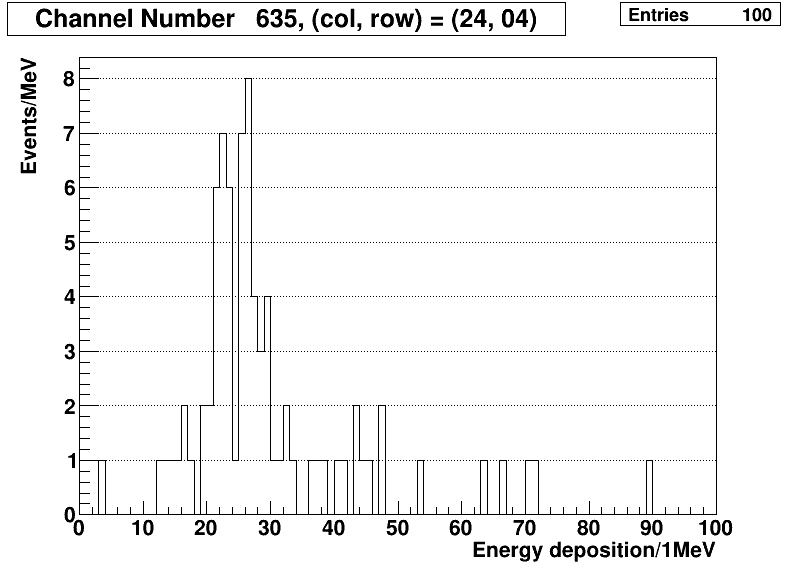 Channel Number 635, (col, row) = (24, 04)
Entries 100
Events/MeV
8
7
6
5
4
3
2
1
0
0 10 20 30 40 50 60 70 80 90 100
Energy deposition/1MeV